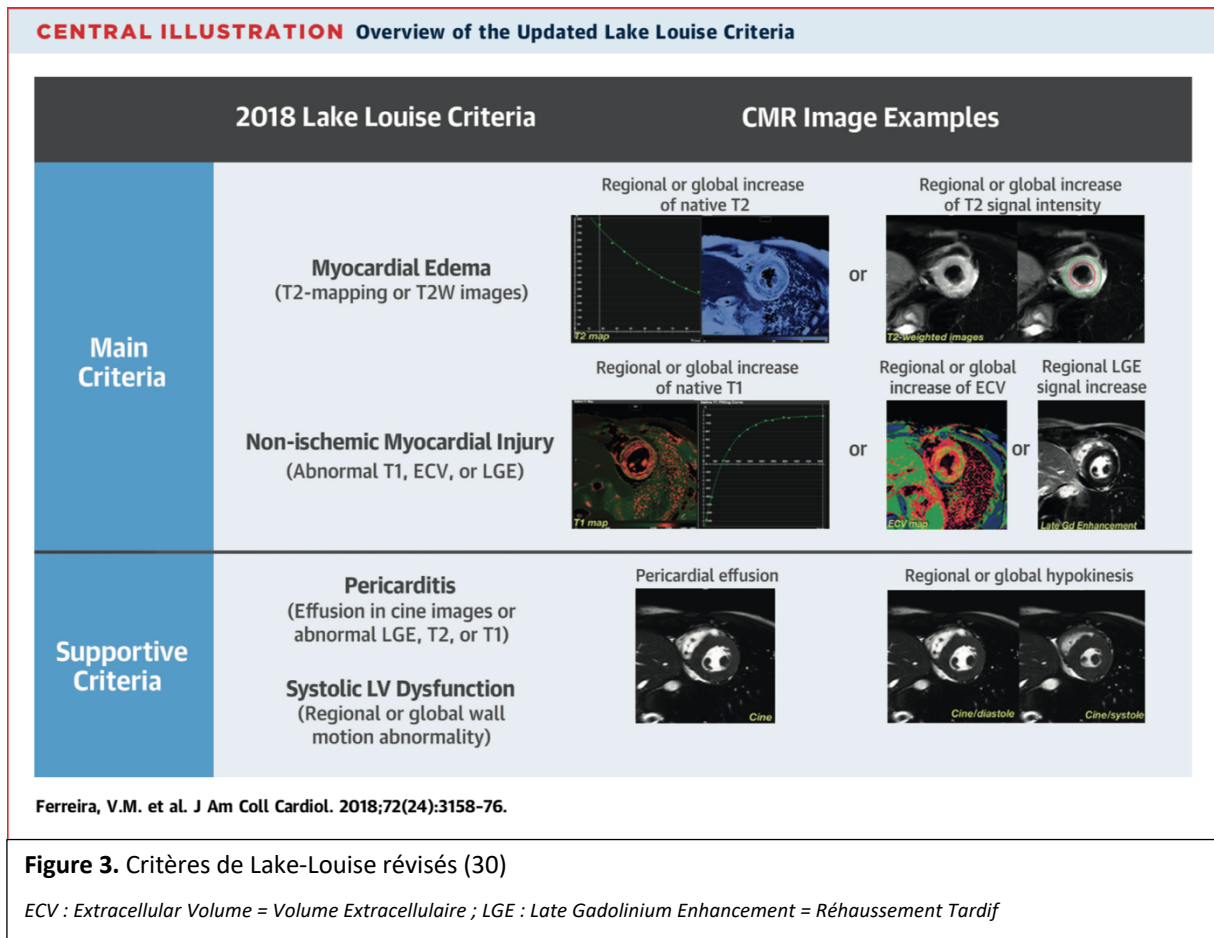 CENTRAL ILLUSTRATION Overview of the Updated Lake Louise Criteria
2018 Lake Louise Criteria
CMR Image Examples
Main
Criteria
Myocardial Edema
(T2-mapping or T2W images)
Regional or global increase
of native T2
T2 map
or
Regional or global increase
of T2 signal intensity
T2-weighted images
Non-ischemic Myocardial Injury
(Abnormal T1, ECV, or LGE)
Regional or global increase
of native T1
T1 map
or
Regional or global
increase of ECV
ECV map
or
Regional LGE
signal increase
Late Gd Enhancement
Supportive
Criteria
Pericarditis
(Effusion in cine images or
abnormal LGE, T2, or T1)
Pericardial effusion
Cine
Systolic LV Dysfunction
(Regional or global wall
motion abnormality)
Regional or global hypokinesis
Cine/diastole
Cine/systole
Ferreira, V.M. et al. J Am Coll Cardiol. 2018;72(24):3158–76.
Figure 3. Critères de Lake-Louise révisés (30)
ECV : Extracellular Volume = Volume Extracellulaire ; LGE : Late Gadolinium Enhancement = Réhaussement Tardif